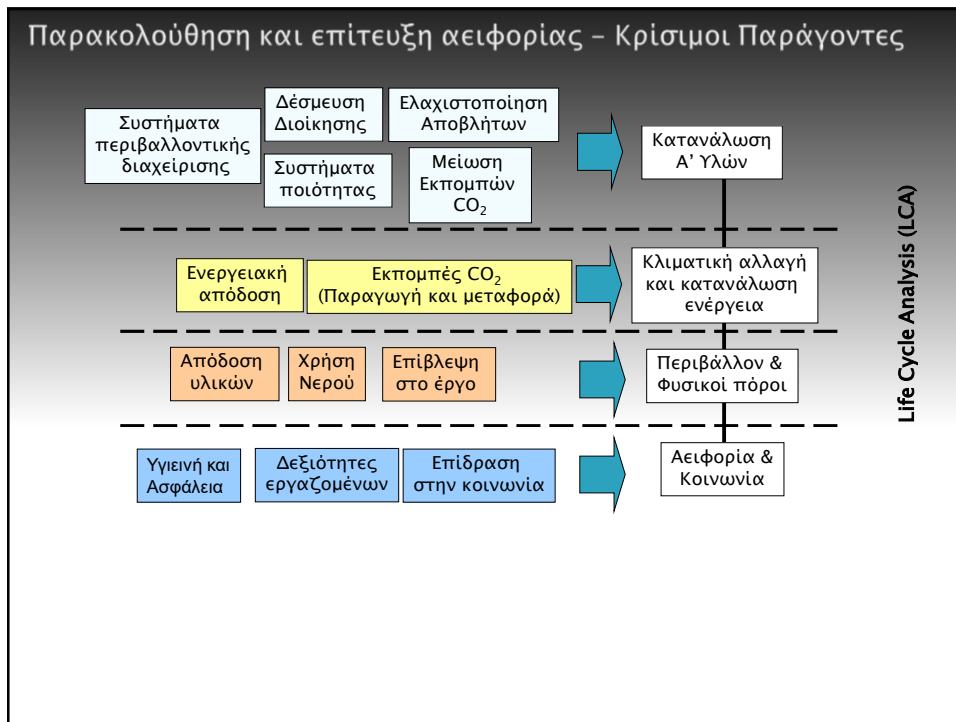 Παρακολούθηση και επίτευξη αειφορίας – Κρίσιμοι Παράγοντες
Συστήματα
περιβαλλοντικής
διαχείρισης
Δέσμευση
Διοίκησης
Ελαχιστοποίηση
Αποβλήτων
Συστήματα
ποιότητας
Μείωση
Εκπομπών
CO2
Κατανάλωση
Α' Υλών
Ενεργειακή
απόδοση
Εκπομπές CO2
(Παραγωγή και μεταφορά)
Κλιματική αλλαγή
και κατανάλωση
ενέργεια
Απόδοση
υλικών
Χρήση
Νερού
Επίβλεψη
στο έργο
Περιβάλλον &
Φυσικοί πόροι
Υγιεινή και
Ασφάλεια
Δεξιότητες
εργαζομένων
Επίδραση
στην κοινωνία
Αειφορία &
Κοινωνία
Life Cycle Analysis (LCA)